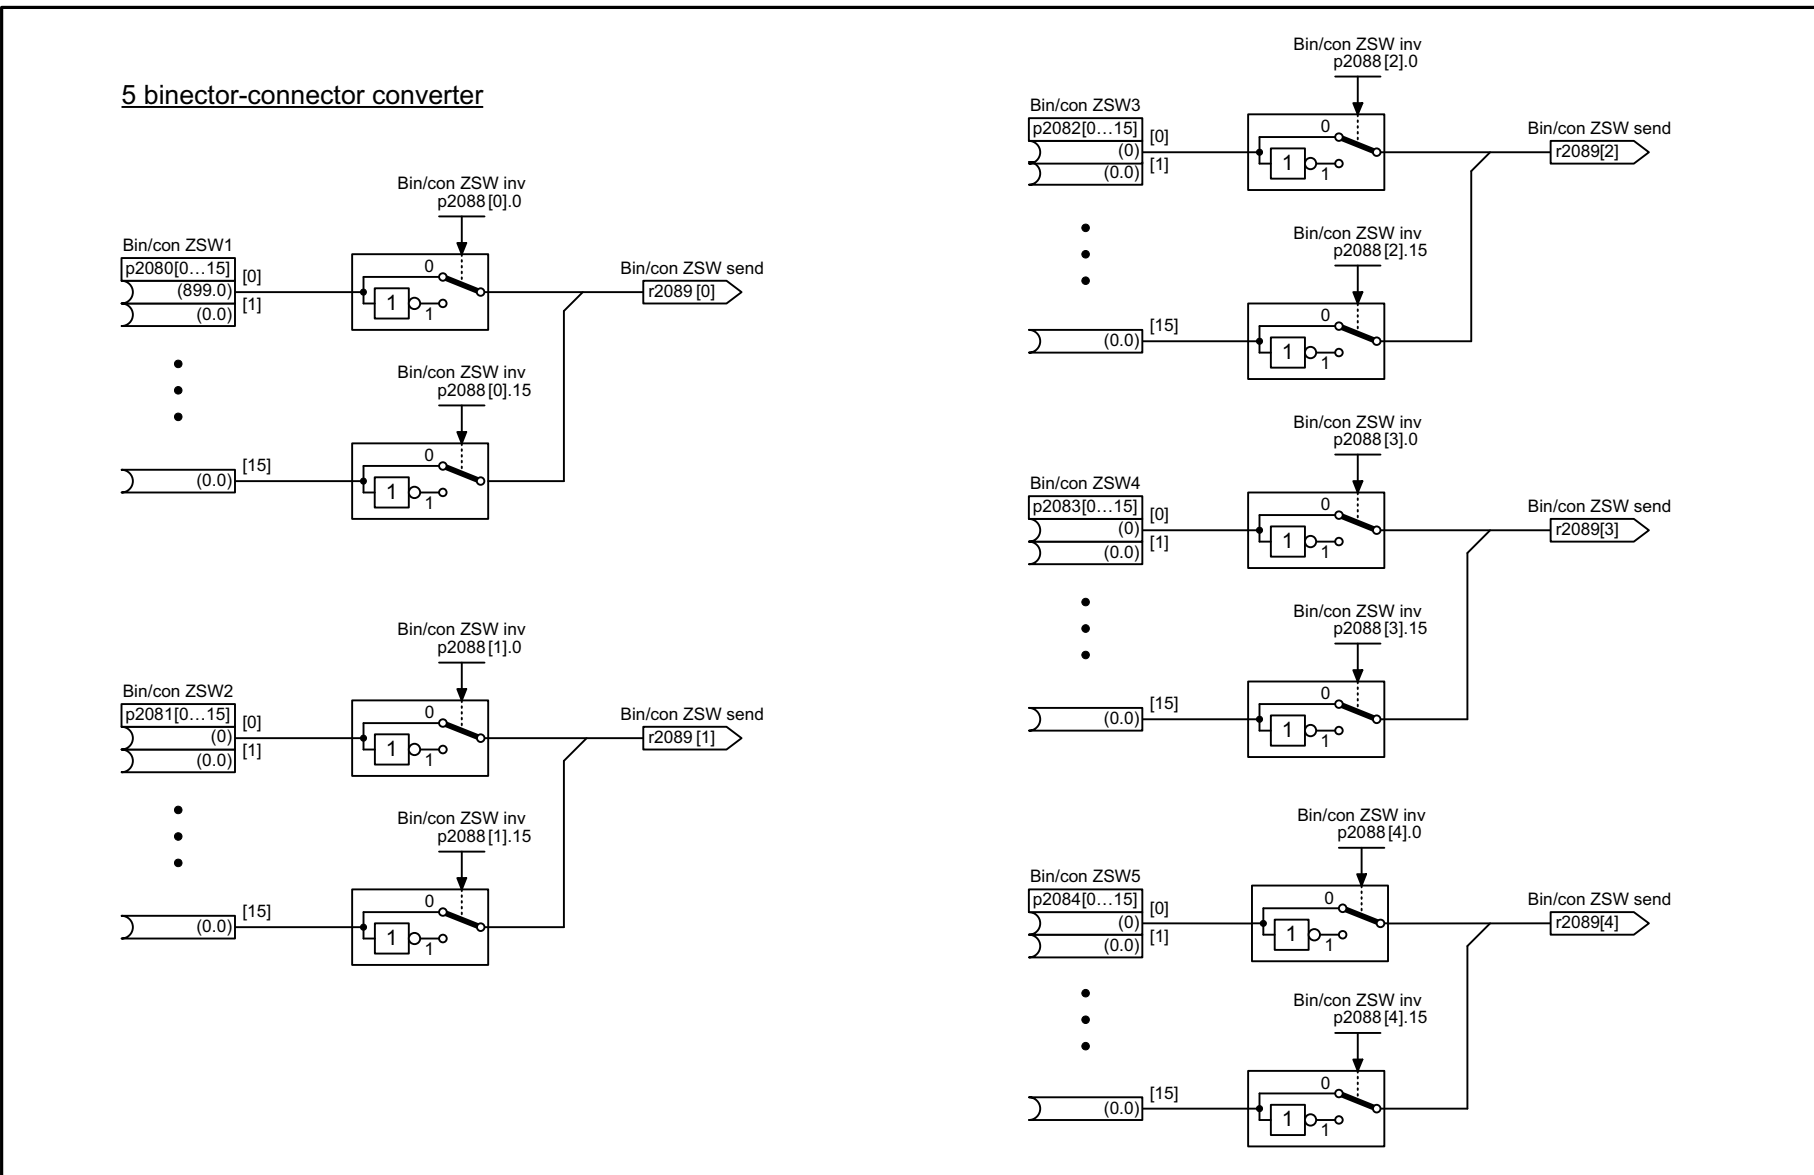 5 binector-connector converter
Bin/con ZSW inv
p2088[0].0
Bin/con ZSW1
p2080[0…15]
[0]
(899.0)
[1]
(0.0)
0
1
1
Bin/con ZSW send
r2089[0]
Bin/con ZSW inv
p2088[0].15
[15]
(0.0)
0
1
1
Bin/con ZSW inv
p2088[1].0
Bin/con ZSW2
p2081[0…15]
[0]
(0)
[1]
(0.0)
0
1
1
Bin/con ZSW send
r2089[1]
Bin/con ZSW inv
p2088[1].15
[15]
(0.0)
0
1
1
Bin/con ZSW inv
p2088[2].0
Bin/con ZSW3
p2082[0…15]
[0]
(0)
[1]
(0.0)
0
1
1
Bin/con ZSW send
r2089[2]
Bin/con ZSW inv
p2088[2].15
[15]
(0.0)
0
1
1
Bin/con ZSW inv
p2088[3].0
Bin/con ZSW4
p2083[0…15]
[0]
(0)
[1]
(0.0)
0
1
1
Bin/con ZSW send
r2089[3]
Bin/con ZSW inv
p2088[3].15
[15]
(0.0)
0
1
1
Bin/con ZSW inv
p2088[4].0
Bin/con ZSW5
p2084[0…15]
[0]
(0)
[1]
(0.0)
0
1
1
Bin/con ZSW send
r2089[4]
Bin/con ZSW inv
p2088[4].15
[15]
(0.0)
0
1
1